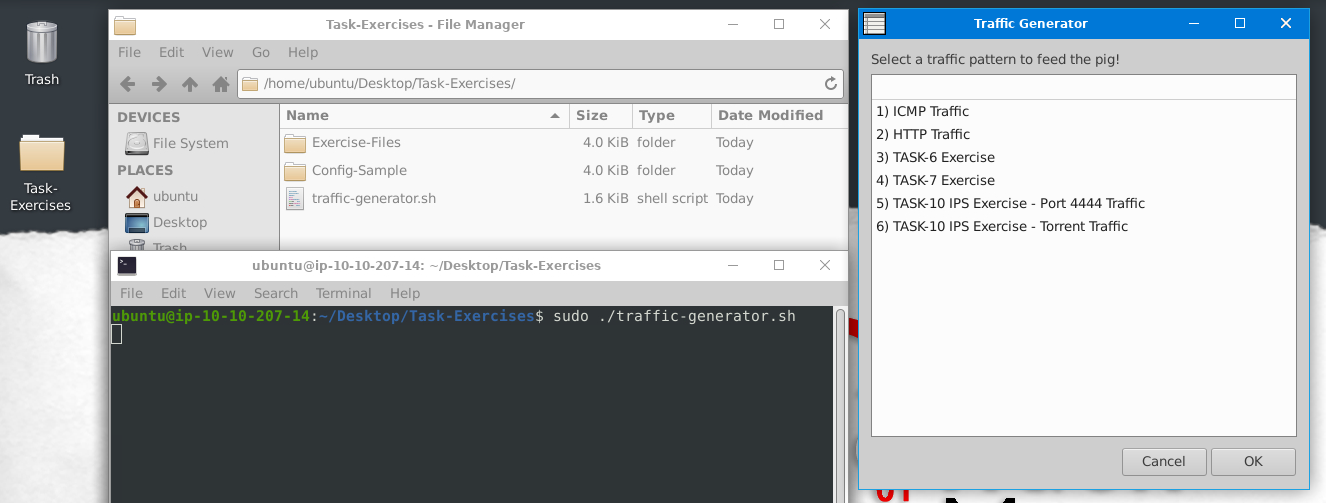 Trash
Task-
Exercises
Task-Exercises - File Manager
File Edit View Go Help
/home/ubuntu/Desktop/Task-Exercises/
DEVICES
File System
PLACES
ubuntu
Desktop
Trash
Name Size Type Date Modified
Exercise-Files 4.0 KiB folder Today
Config-Sample 4.0 KiB folder Today
traffic-generator.sh 1.6 KiB shell script Today
ubuntu@ip-10-10-207-14: ~/Desktop/Task-Exercises
File Edit View Search Terminal Help
ubuntu@ip-10-10-207-14:~/Desktop/Task-Exercises$ sudo ./traffic-generator.sh
Traffic Generator
Select a traffic pattern to feed the pig!
1) ICMP Traffic
2) HTTP Traffic
3) TASK-6 Exercise
4) TASK-7 Exercise
5) TASK-10 IPS Exercise - Port 4444 Traffic
6) TASK-10 IPS Exercise - Torrent Traffic
Cancel OK